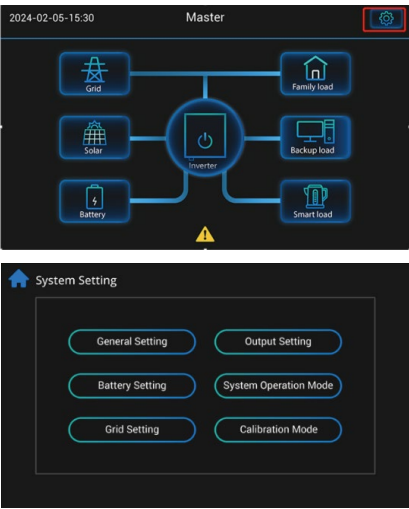 2024-02-05-15:30
Master
Grid
Family load
Solar
Inverter
Backup load
Battery
Smart load
System Setting
General Setting
Output Setting
Battery Setting
System Operation Mode
Grid Setting
Calibration Mode